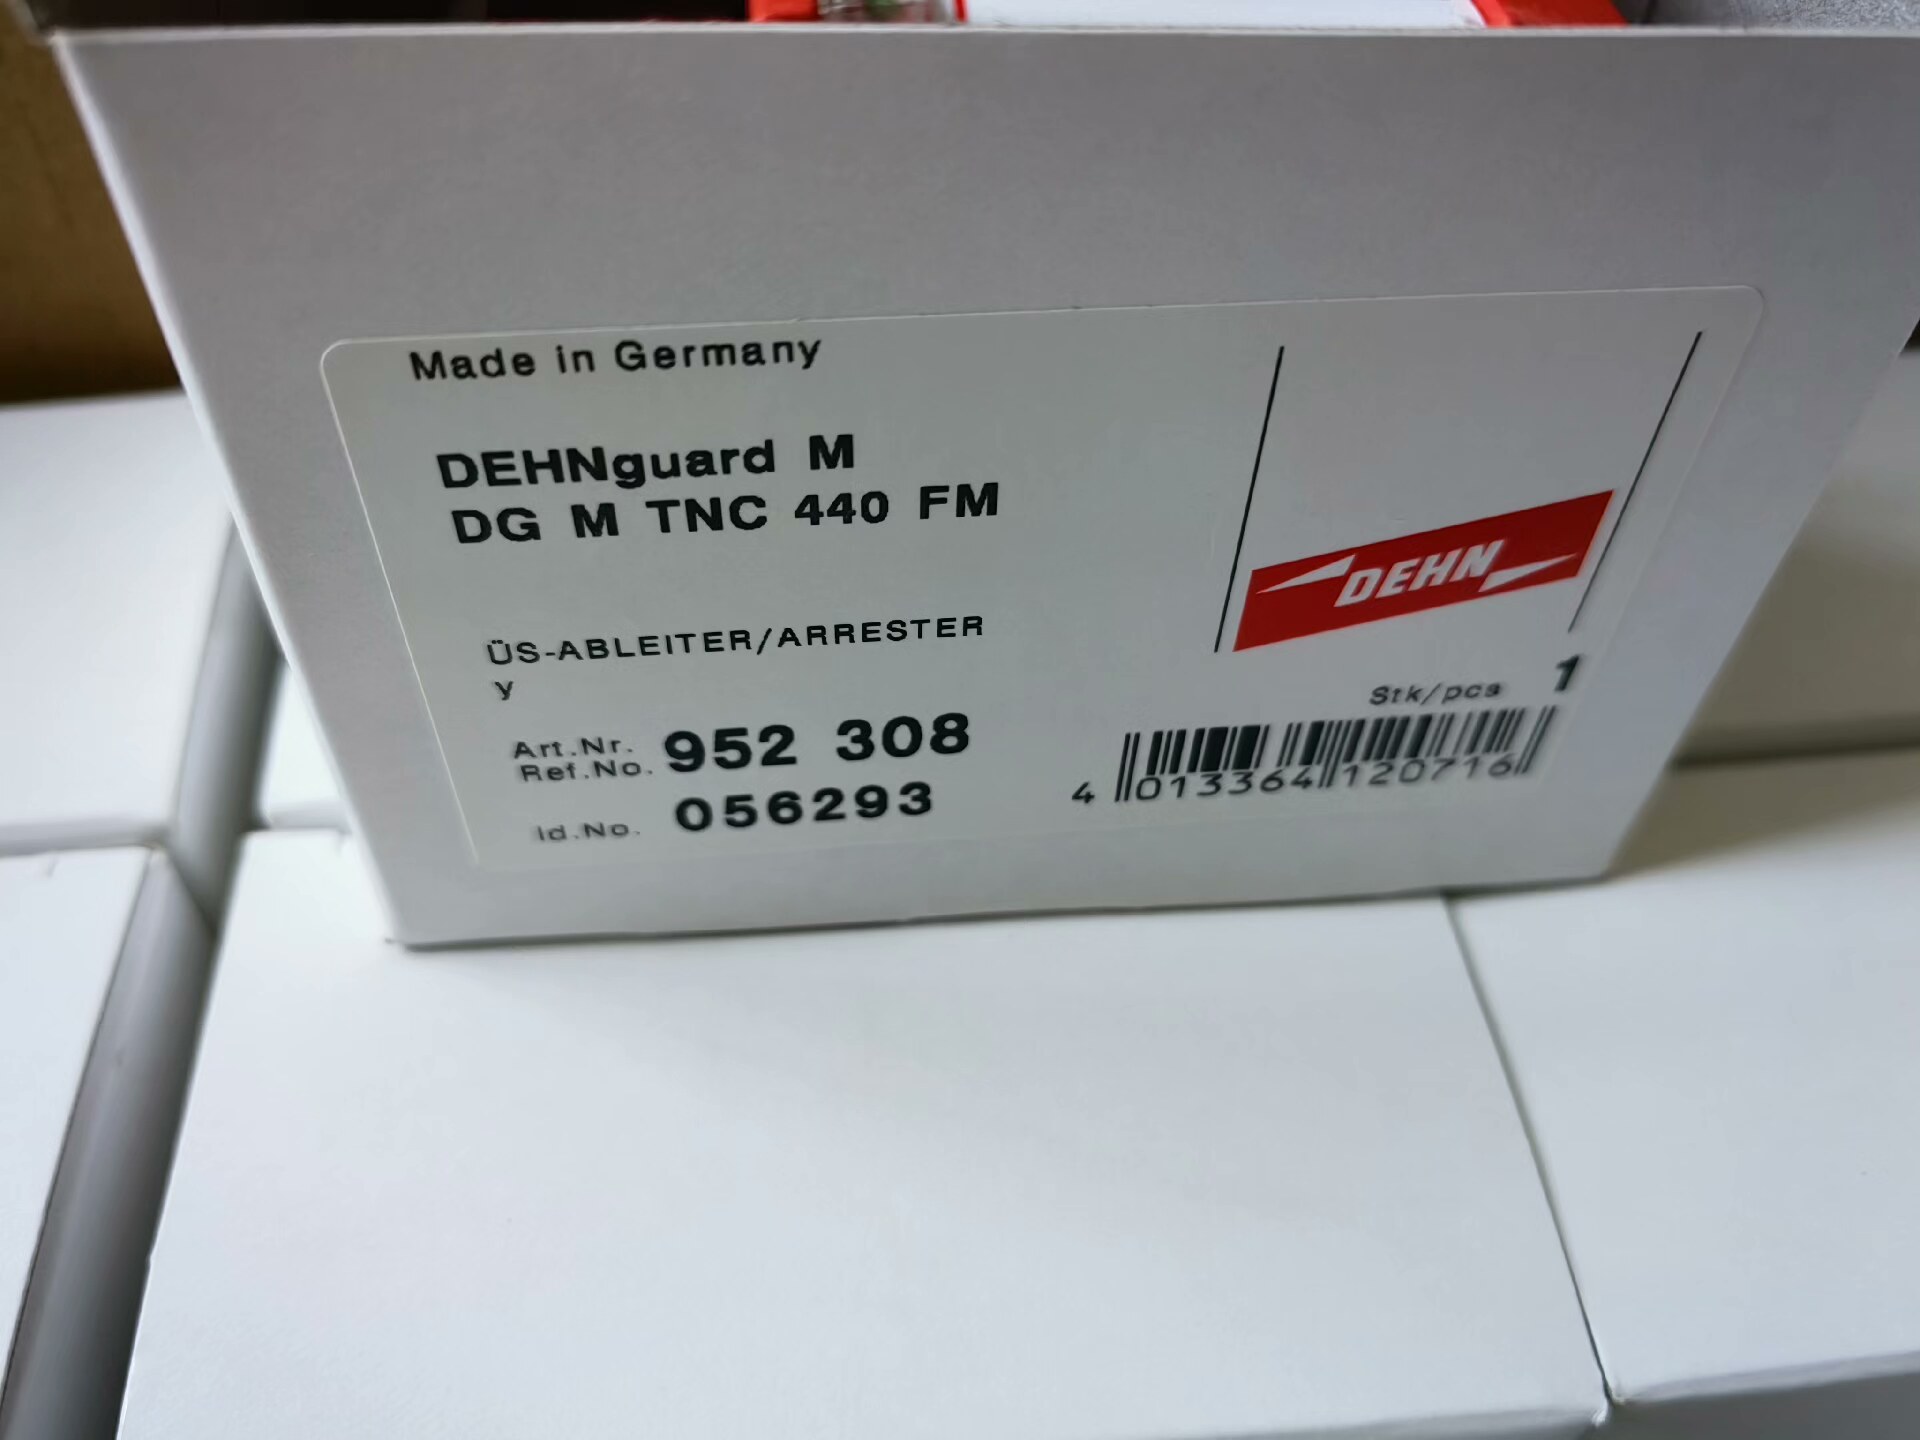 Made in Germany
DEHNguard M
DG M TNC 440 FM
DEHN
ÜS-ABLEITER/ARRESTER
y
Stk/pcs 1
Art.Nr.
Ref.No. 952 308
Id.No. 056293
4 013364 120716